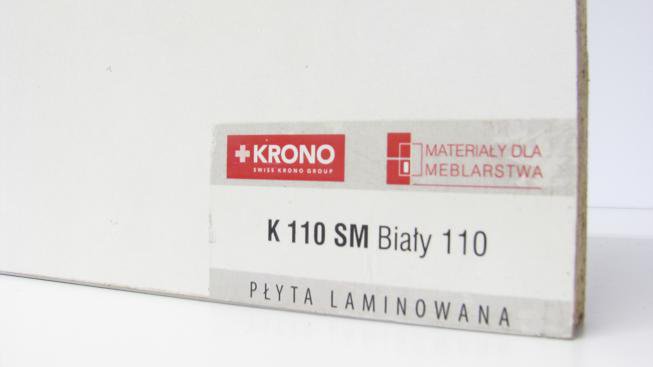 KRONO
SWISS KRONO GROUP
MATERIAŁY DLA
MEBLARSTWA
K 110 SM Biały 110
PŁYTA LAMINOWANA